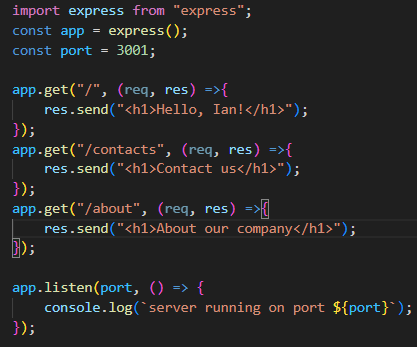 import express from "express";
const app = express();
const port = 3001;
app.get("/", (req, res) =>{
    res.send("<h1>Hello, Ian!</h1>");
});
app.get("/contacts", (req, res) =>{
    res.send("<h1>Contact us</h1>");
});
app.get("/about", (req, res) =>{
    res.send("<h1>About our company</h1>");
});
app.listen(port, () => {
    console.log(`server running on port ${port}`);
});